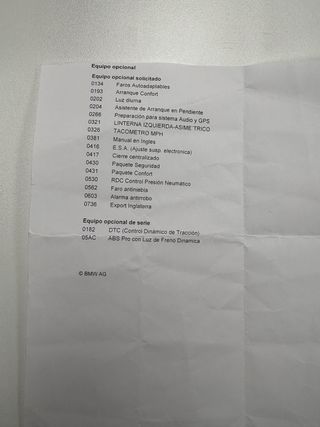 Equipo opcional
Equipo opcional solicitado
0134 Faros Autoadaptables
0193 Arranque Confort
0202 Luz diurna
0204 Asistente de Arranque en Pendiente
0266 Preparación para sistema Audio y GPS
0321 LINTERNA IZQUIERDA-ASIME TRICO
0326 TACOMETRO MPH
0381 Manual en Ingles
0416 E.S.A. (Ajuste susp. electronica)
0417 Cierre centralizado
0430 Paquete Seguridad
0431 Paquete Confort
0530 RDC Control Presión Neumático
0562 Faro antiniebla
0603 Alarma antirrobo
0736 Export Inglaterra
Equipo opcional de serie
0182 DTC (Control Dinámico de Tracción)
05AC ABS Pro con Luz de Freno Dinamica
© BMW AG